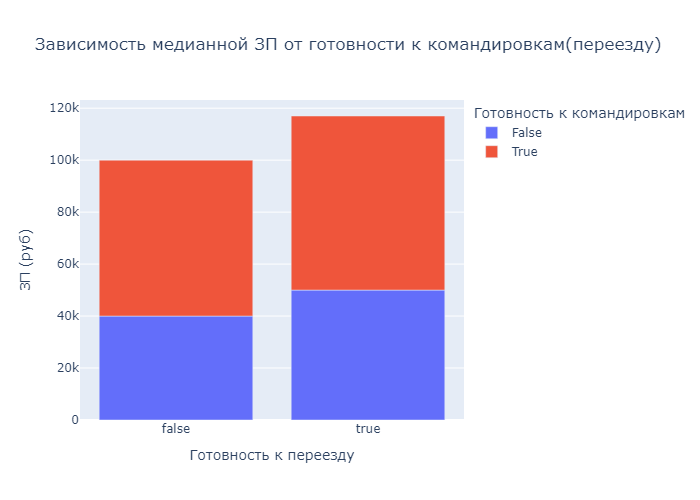 Зависимость медианной ЗП от готовности к командировкам(переезду)
Готовность к командировкам
False
True
120k
100k
80k
60k
40k
20k
0
ЗП (руб)
false
true
Готовность к переезду